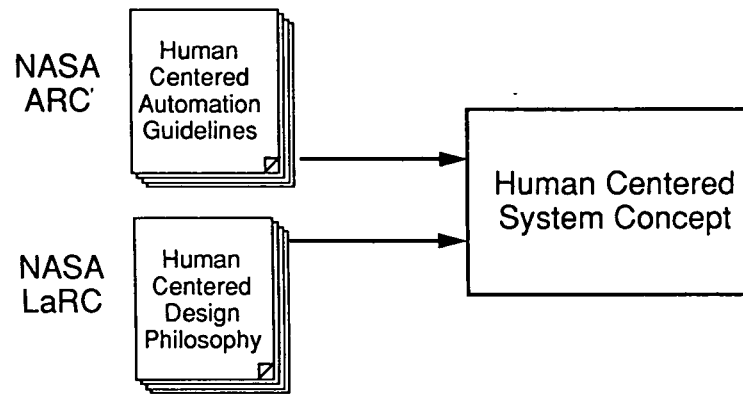 NASA
ARC'
Human
Centered
Automation
Guidelines
NASA
LaRC
Human
Centered
Design
Philosophy
Human Centered
System Concept